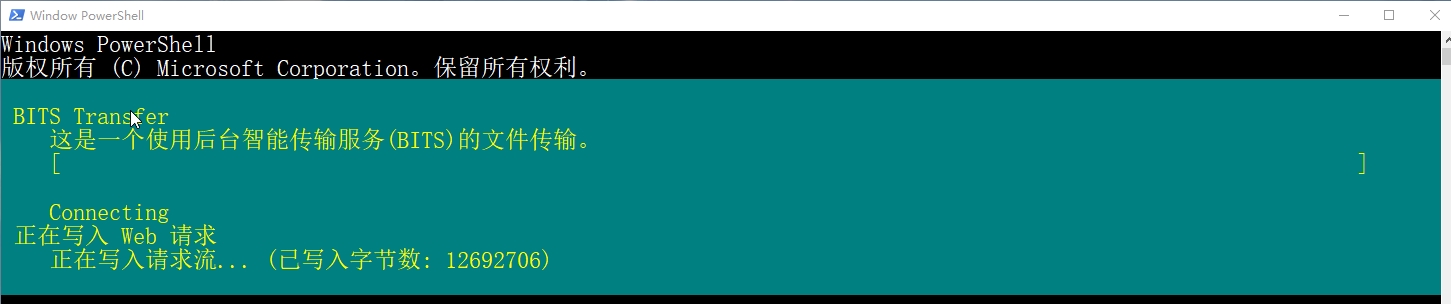 Window PowerShell
Windows PowerShell
版权所有 (C) Microsoft Corporation。保留所有权利。
BITS Transfer
这是一个使用后台智能传输服务(BITS)的文件传输。
[ ]
Connecting
正在写入 Web 请求
正在写入请求流... (已写入字节数: 12692706)